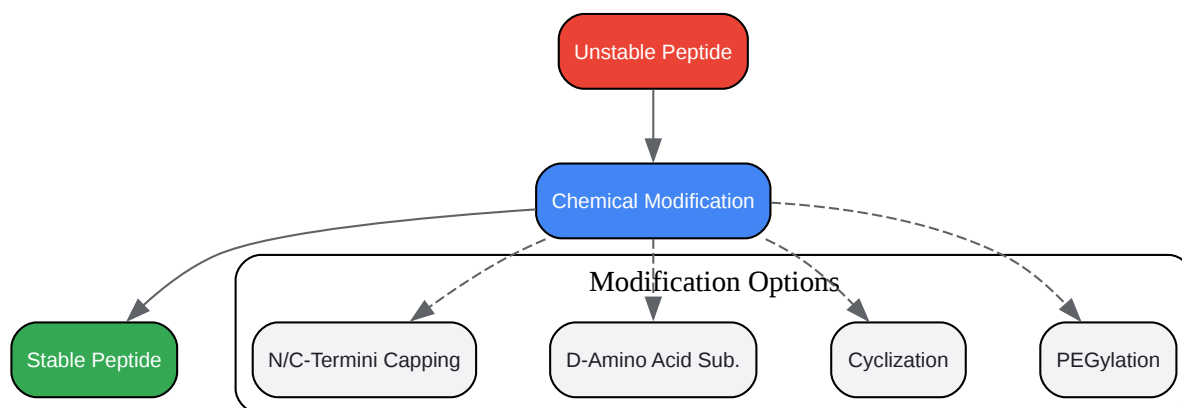 Unstable Peptide
Chemical Modification
Modification Options
Stable Peptide
N/C-Termini Capping
D-Amino Acid Sub.
Cyclization
PEGylation